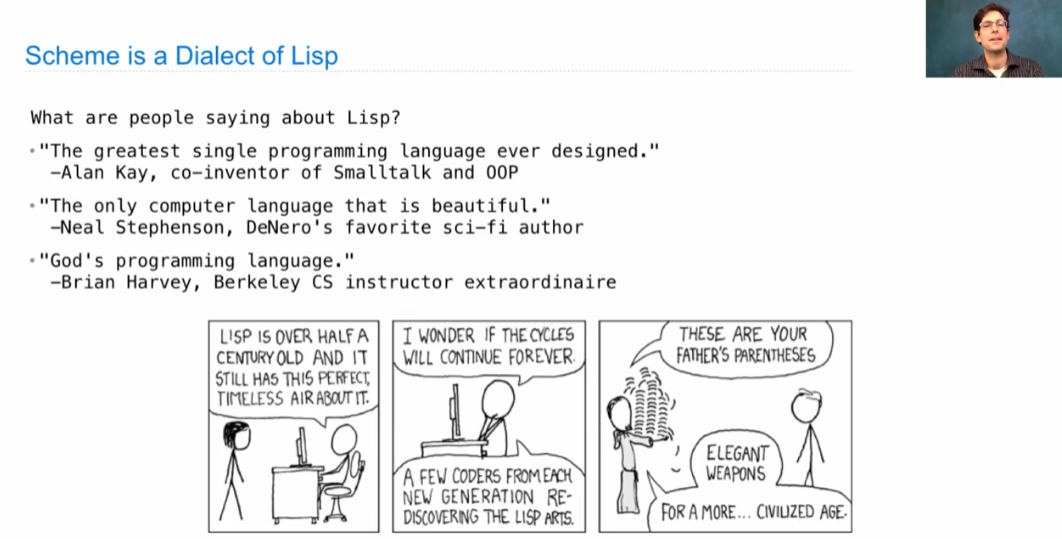 Scheme is a Dialect of Lisp
What are people saying about Lisp?
•"The greatest single programming language ever designed."
–Alan Kay, co-inventor of Smalltalk and OOP
•"The only computer language that is beautiful."
–Neal Stephenson, DeNero's favorite sci-fi author
•"God's programming language."
–Brian Harvey, Berkeley CS instructor extraordinaire
LISP IS OVER HALF A
CENTURY OLD AND IT
STILL HAS THIS PERFECT,
TIMELESS AIR ABOUT IT.
I WONDER IF THE CYCLES
WILL CONTINUE FOREVER.
A FEW CODERS FROM EACH
NEW GENERATION RE-
DISCOVERING THE LISP ARTS.
THESE ARE YOUR
FATHER'S PARENTHESES
ELEGANT
WEAPONS
FOR A MORE... CIVILIZED AGE.